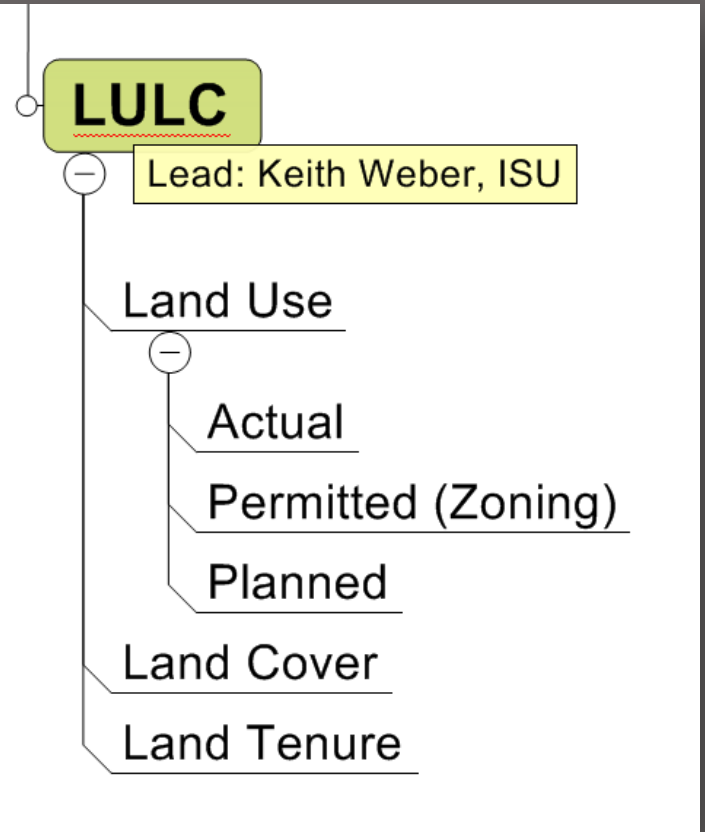 LULC
Lead: Keith Weber, ISU
Land Use
Actual
Permitted (Zoning)
Planned
Land Cover
Land Tenure